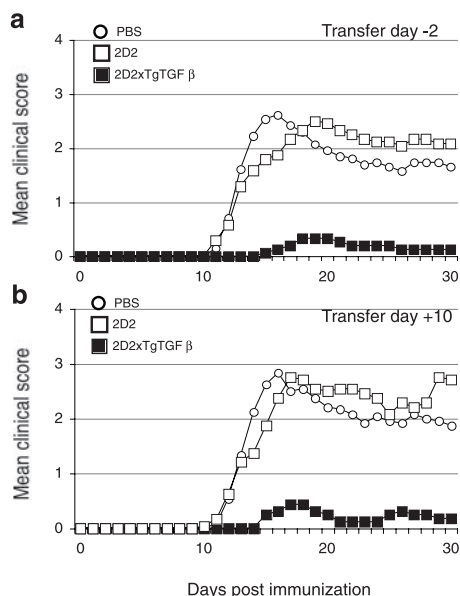 a
Transfer day -2
PBS
2D2
2D2xTgTGF β
Mean clinical score
4
3
2
1
0
0 10 20 30
b
Transfer day +10
PBS
2D2
2D2xTgTGF β
Mean clinical score
4
3
2
1
0
0 10 20 30
Days post immunization